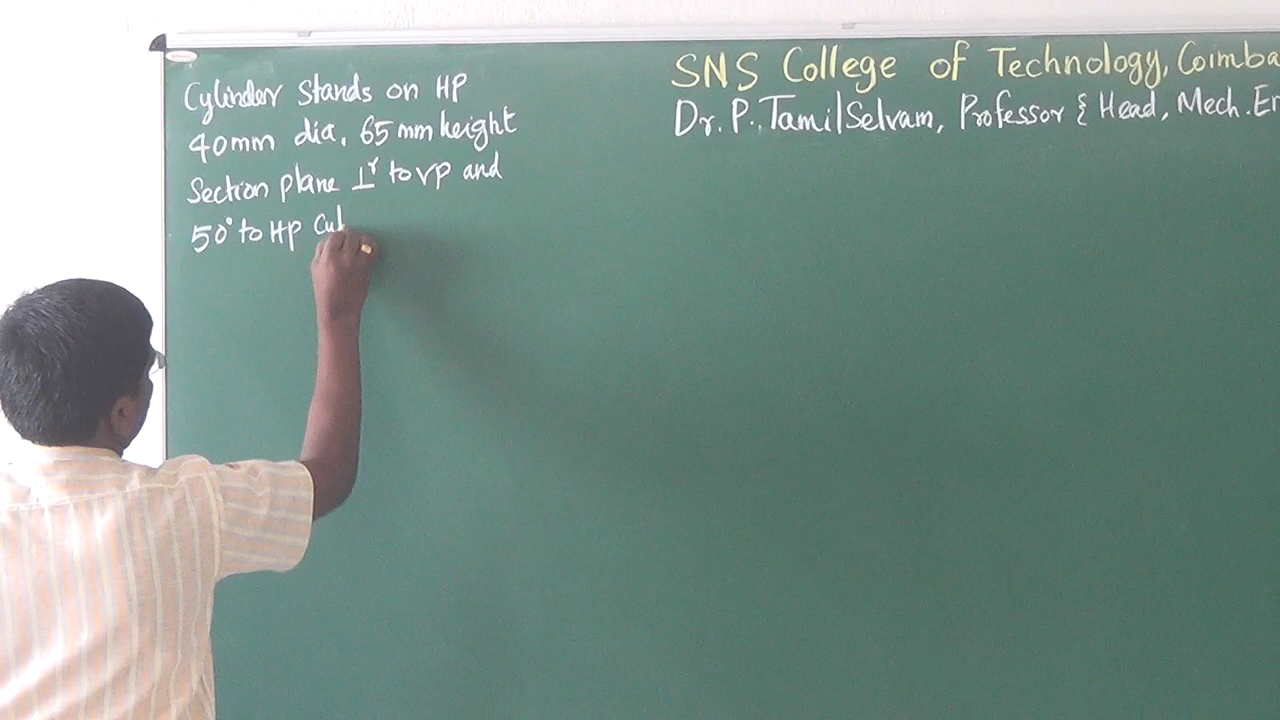 Cylinder stands on HP
40mm dia, 65mm height
Section plane ⊥r to VP and
50° to HP
SNS College of Technology, Coimba
Dr. P. TamilSelvam, Professor & Head, Mech. En